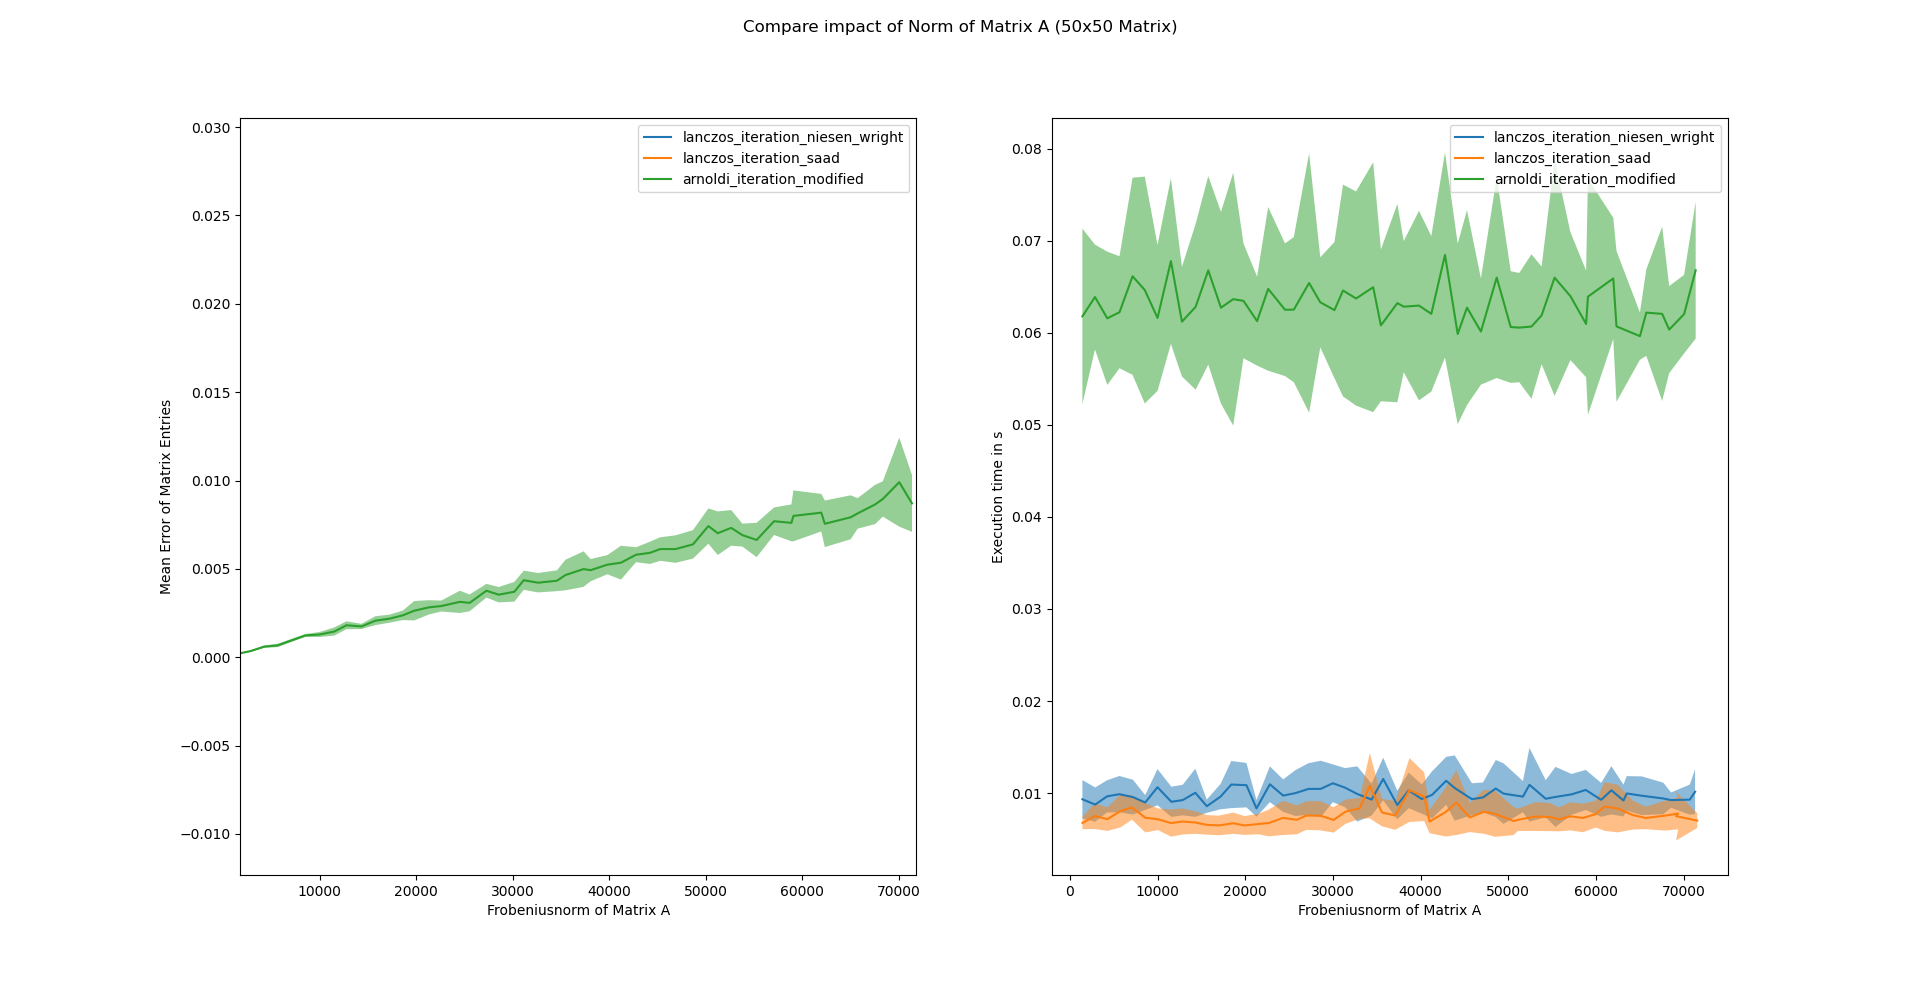 Compare impact of Norm of Matrix A (50x50 Matrix)
0.030
0.025
0.020
0.015
0.010
0.005
0.000
−0.005
−0.010
Mean Error of Matrix Entries
lanczos_iteration_niesen_wright
lanczos_iteration_saad
arnoldi_iteration_modified
10000 20000 30000 40000 50000 60000 70000
Frobeniusnorm of Matrix A
0.08
0.07
0.06
0.05
0.04
0.03
0.02
0.01
Execution time in s
lanczos_iteration_niesen_wright
lanczos_iteration_saad
arnoldi_iteration_modified
0 10000 20000 30000 40000 50000 60000 70000
Frobeniusnorm of Matrix A